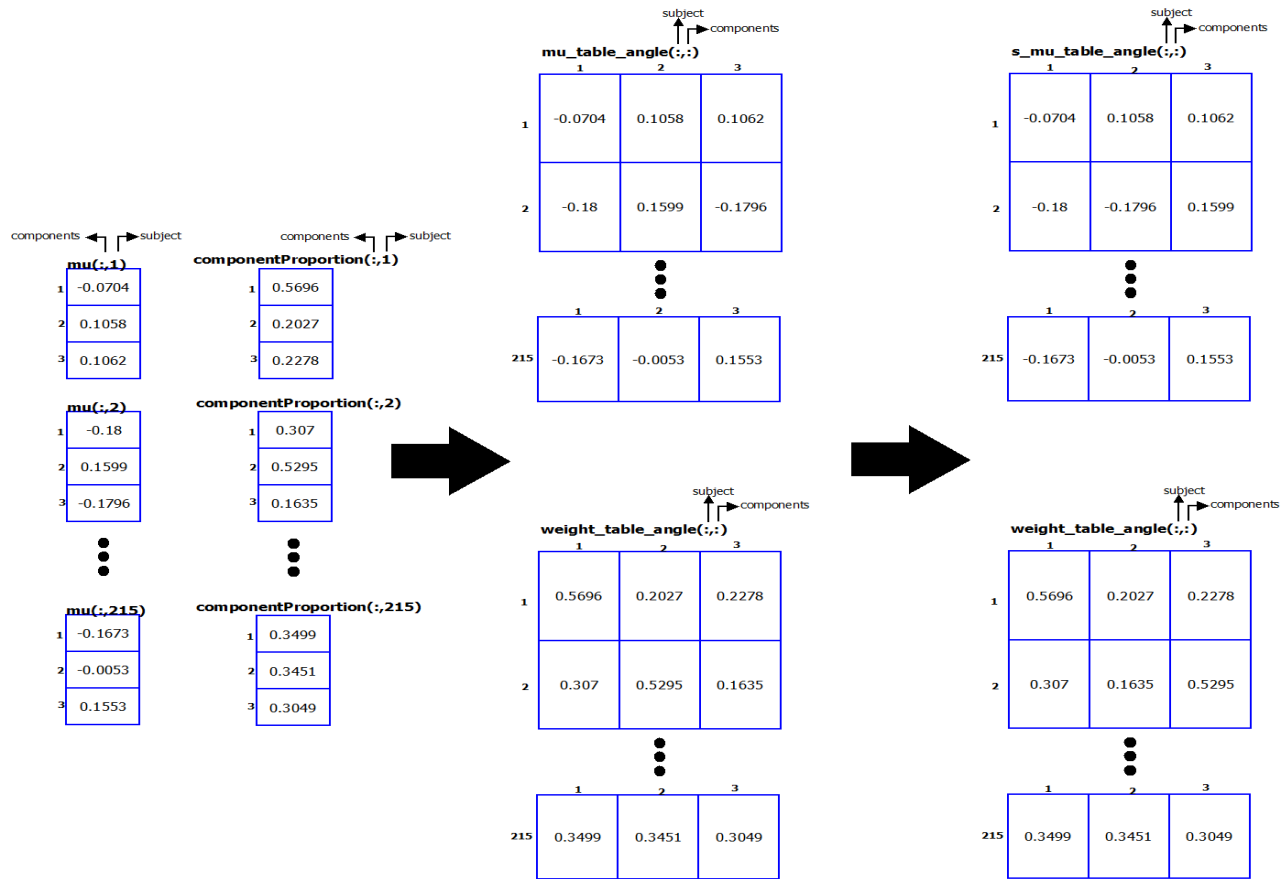 components
subject
mu(:,1)
1 -0.0704
2 0.1058
3 0.1062
mu(:,2)
1 -0.18
2 0.1599
3 -0.1796
mu(:,215)
1 -0.1673
2 -0.0053
3 0.1553
components
subject
componentProportion(:,1)
1 0.5696
2 0.2027
3 0.2278
componentProportion(:,2)
1 0.307
2 0.5295
3 0.1635
componentProportion(:,215)
1 0.3499
2 0.3451
3 0.3049
subject
components
mu_table_angle(:,:)
1 2 3
1 -0.0704 0.1058 0.1062
2 -0.18 0.1599 -0.1796
1 2 3
215 -0.1673 -0.0053 0.1553
subject
components
weight_table_angle(:,:)
1 2 3
1 0.5696 0.2027 0.2278
2 0.307 0.5295 0.1635
1 2 3
215 0.3499 0.3451 0.3049
subject
components
s_mu_table_angle(:,:)
1 2 3
1 -0.0704 0.1058 0.1062
2 -0.18 -0.1796 0.1599
1 2 3
215 -0.1673 -0.0053 0.1553
subject
components
weight_table_angle(:,:)
1 2 3
1 0.5696 0.2027 0.2278
2 0.307 0.1635 0.5295
1 2 3
215 0.3499 0.3451 0.3049